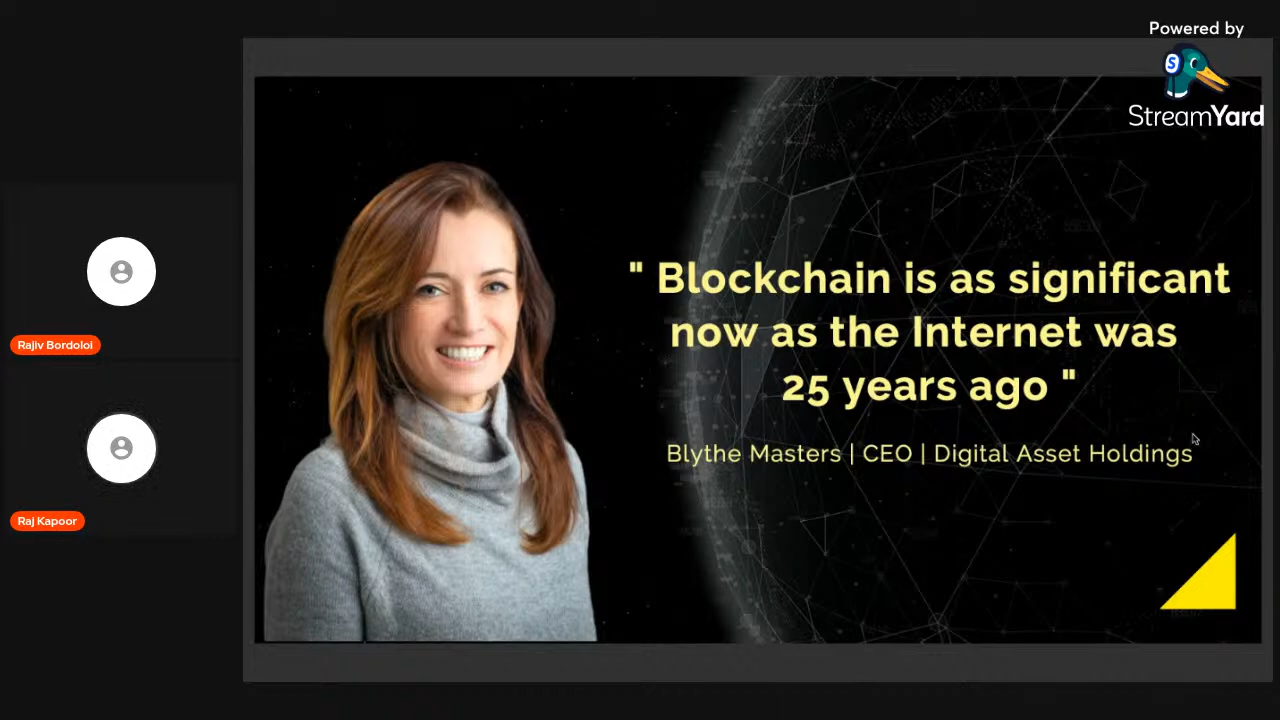 Powered by
StreamYard
" Blockchain is as significant
now as the Internet was
25 years ago "
Blythe Masters | CEO | Digital Asset Holdings
Rajiv Bordoloi
Raj Kapoor